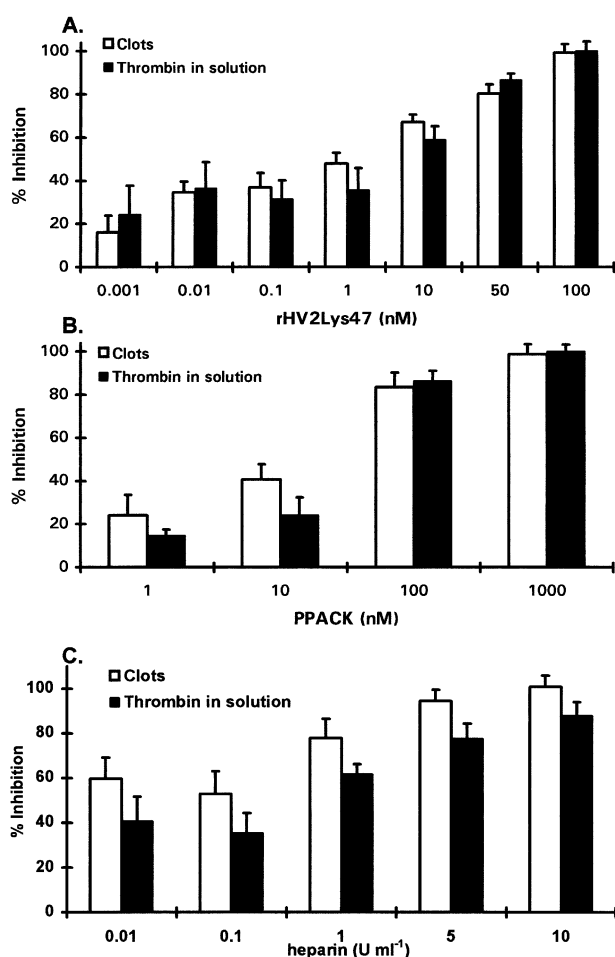 A.
Clots
Thrombin in solution
% Inhibition
100
80
60
40
20
0
0.001 0.01 0.1 1 10 50 100
rHV2Lys47 (nM)
B.
Clots
Thrombin in solution
% Inhibition
100
80
60
40
20
0
1 10 100 1000
PPACK (nM)
C.
Clots
Thrombin in solution
% Inhibition
100
80
60
40
20
0
0.01 0.1 1 5 10
heparin (U ml⁻¹)